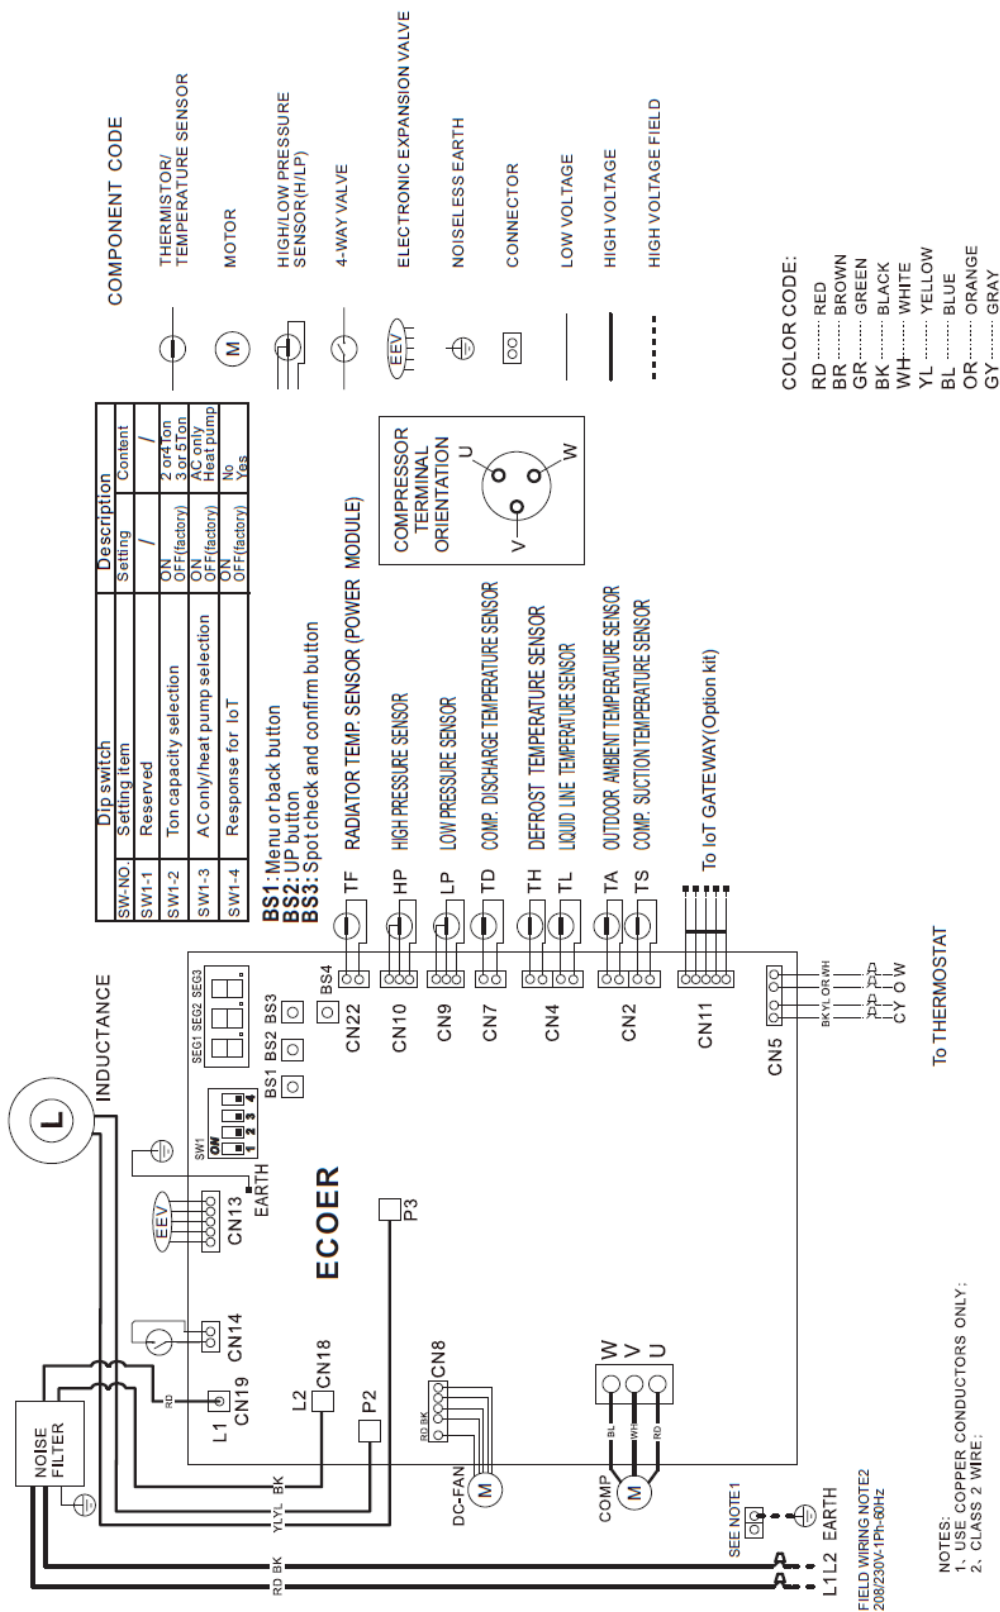 COMPONENT CODE
THERMISTOR/
TEMPERATURE SENSOR
MOTOR
M
HIGH/LOW PRESSURE
SENSOR(H/LP)
4-WAY VALVE
EEV
ELECTRONIC EXPANSION VALVE
NOISELESS EARTH
CONNECTOR
LOW VOLTAGE
HIGH VOLTAGE
HIGH VOLTAGE FIELD
COLOR CODE:
RD ........ RED
BR ........ BROWN
GR ........ GREEN
BK ........ BLACK
WH ........ WHITE
YL ........ YELLOW
BL ........ BLUE
OR ........ ORANGE
GY ........ GRAY
Dip switch Description
SW-NO. Setting item Setting Content
SW1-1 Reserved / /
SW1-2 Ton capacity selection ON 2 or4Ton
OFF(factory) 3 or 5Ton
SW1-3 AC only/heat pump selection ON AC only
OFF(factory) Heat pump
SW1-4 Response for IoT ON No
OFF(factory) Yes
BS1: Menu or back button
BS2: UP button
BS3: Spot check and confirm button
COMPRESSOR
TERMINAL
ORIENTATION
U
V
W
TF RADIATOR TEMP. SENSOR (POWER MODULE)
HP HIGH PRESSURE SENSOR
LP LOW PRESSURE SENSOR
TD COMP. DISCHARGE TEMPERATURE SENSOR
TH DEFROST TEMPERATURE SENSOR
TL LIQUID LINE TEMPERATURE SENSOR
TA OUTDOOR AMBIENT TEMPERATURE SENSOR
TS COMP. SUCTION TEMPERATURE SENSOR
To IoT GATEWAY(Option kit)
L
INDUCTANCE
SEG1 SEG2 SEG3
SW1
ON
1 2 3 4
BS1 BS2 BS3
BS4
CN22
CN10
CN9
CN7
CN4
CN2
CN11
CN5
BK YL OR WH
C Y O W
To THERMOSTAT
EEV
CN13
EARTH
CN14
ECOER
P3
NOISE
FILTER
RD
L1
CN19
L2
CN18
P2
BK
YL YL
RD BK
CN8
RD BK
DC-FAN
M
W
V
U
BL
WH
RD
COMP
M
SEE NOTE1
L1 L2 EARTH
FIELD WIRING NOTE2
208/230V-1Ph-60Hz
NOTES:
1、USE COPPER CONDUCTORS ONLY;
2、CLASS 2 WIRE;